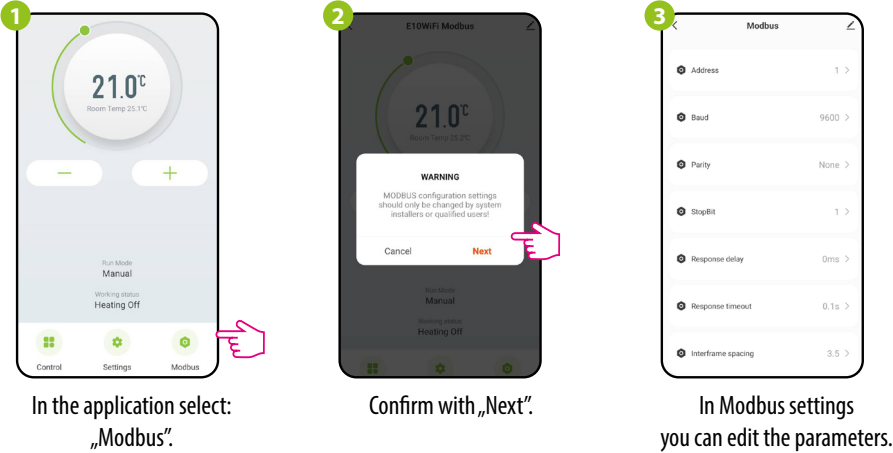 1
21.0°C
Room Temp 25.1°C
Run Mode
Manual
Working status
Heating Off
Control Settings Modbus
In the application select:
„Modbus”.
2
E10WiFi Modbus
21.0°C
Room Temp 25.2°C
WARNING
MODBUS configuration settings
should only be changed by system
installers or qualified users!
Cancel Next
Run Mode
Manual
Working status
Heating Off
Confirm with „Next”.
3
Modbus
Address 1 >
Baud 9600 >
Parity None >
StopBit 1 >
Response delay 0ms >
Response timeout 0.1s >
Interframe spacing 3.5 >
In Modbus settings
you can edit the parameters.